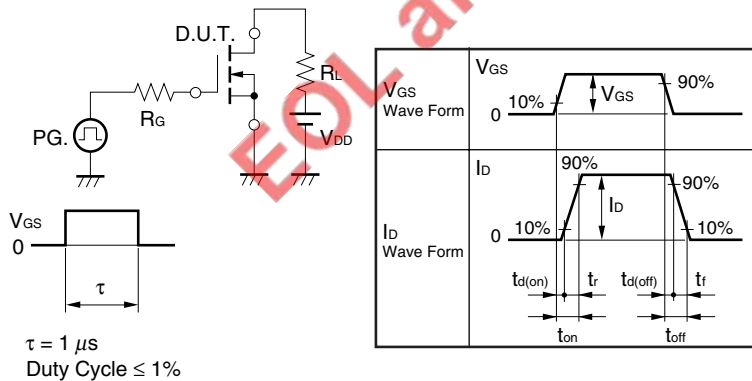 EOL an
D.U.T.
RL
RG
PG.
VDD
VGS
0
τ
τ = 1 μs
Duty Cycle ≤ 1%
VGS
Wave Form
VGS
10%
0
VGS
90%
ID
Wave Form
ID
90%
10%
0
ID
90%
10%
td(on)
tr
td(off)
tf
ton
toff